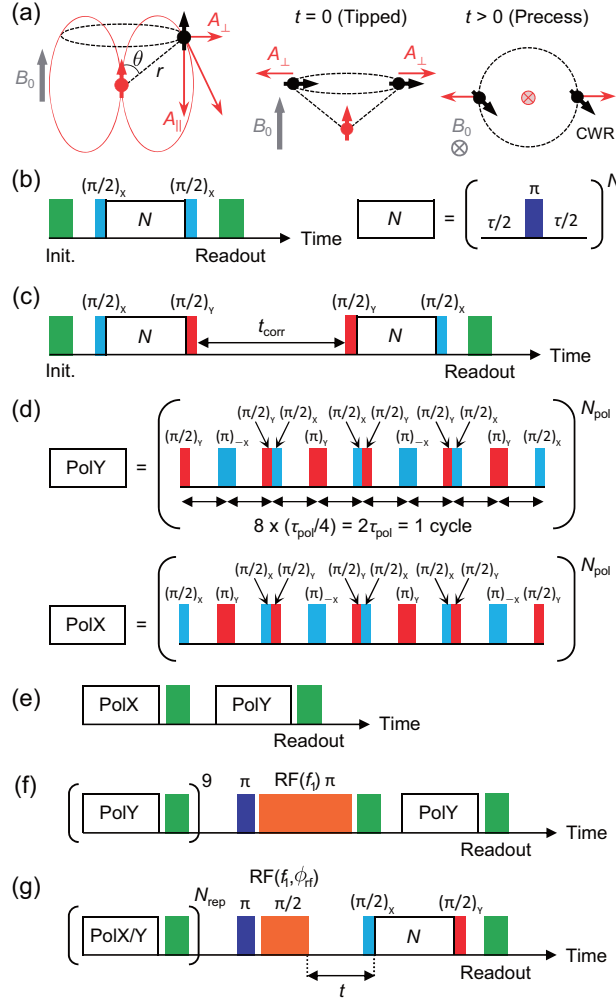 (a)
t = 0 (Tipped)
t > 0 (Precess)
B₀
θ
r
A⊥
A||
A⊥
A⊥
B₀
B₀
CWR
(b)
(π/2)X
(π/2)X
N
Init.
Readout
Time
N
=
τ/2
π
τ/2
N
(c)
(π/2)X
(π/2)Y
(π/2)Y
(π/2)X
N
tcorr
N
Init.
Readout
Time
(d)
PolY
=
Npol
(π/2)Y (π/2)X
(π/2)X (π/2)Y
(π/2)Y (π/2)X
(π/2)Y
(π)−X
(π)Y
(π)−X
(π)Y
(π/2)X
8 x (τpol/4) = 2τpol = 1 cycle
PolX
=
Npol
(π/2)X (π/2)Y
(π/2)Y (π/2)X
(π/2)X (π/2)Y
(π/2)X
(π)Y
(π)−X
(π)Y
(π)−X
(π/2)Y
(e)
PolX
PolY
Readout
Time
(f)
PolY
9
π
RF(f₁) π
PolY
Readout
Time
(g)
PolX/Y
Nrep
π
RF(f₁,ϕrf)
π/2
t
(π/2)X
N
(π/2)Y
Readout
Time